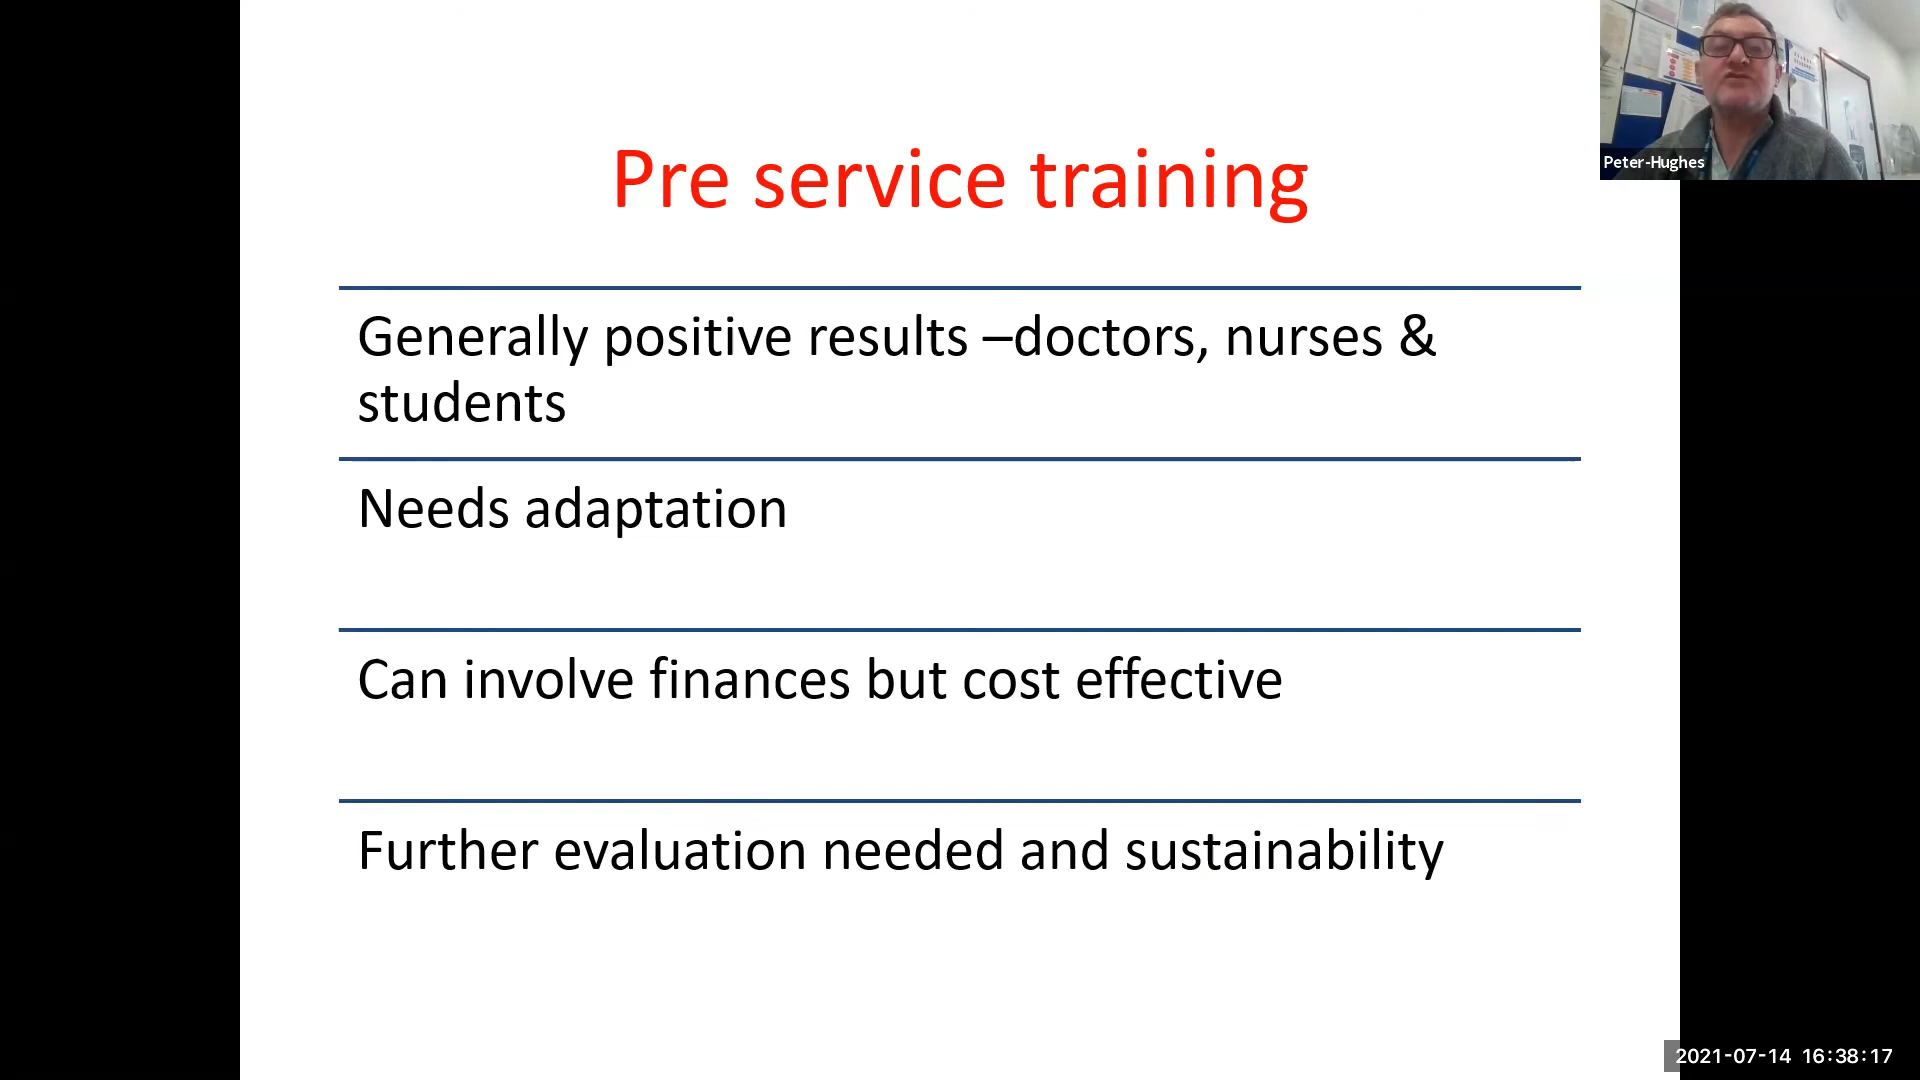 Pre service training
Generally positive results –doctors, nurses &
students
Needs adaptation
Can involve finances but cost effective
Further evaluation needed and sustainability
Peter-Hughes
2021-07-14 16:38:17